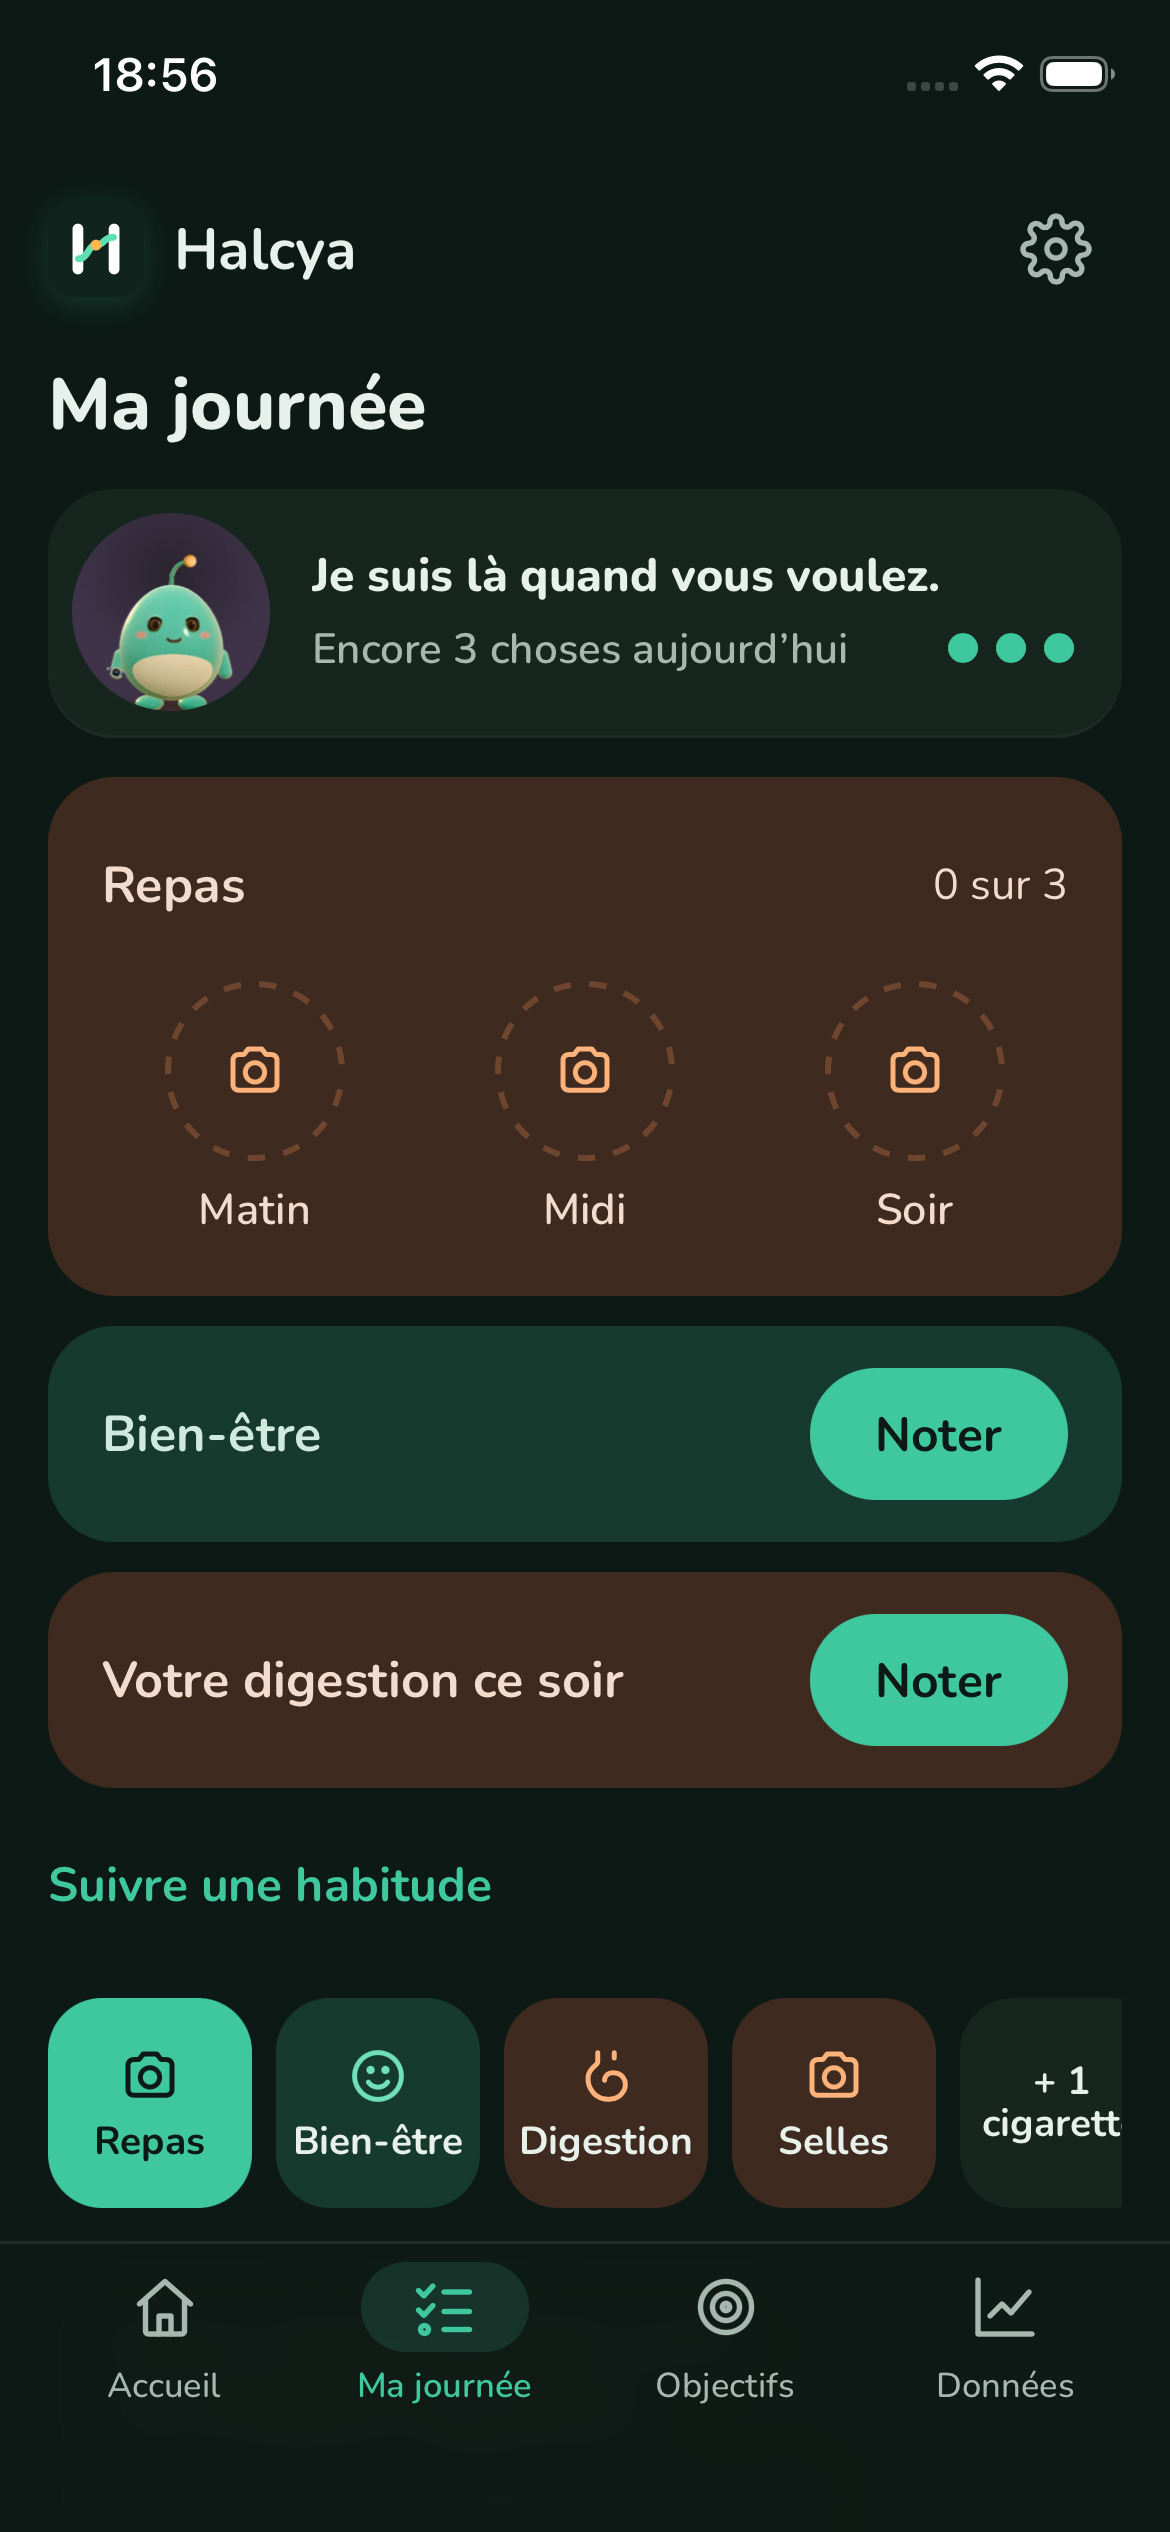 18:56
Halcya
Ma journée
Je suis là quand vous voulez.
Encore 3 choses aujourd’hui
Repas
0 sur 3
Matin
Midi
Soir
Bien-être
Noter
Votre digestion ce soir
Noter
Suivre une habitude
Repas
Bien-être
Digestion
Selles
+ 1
cigarett
Accueil
Ma journée
Objectifs
Données